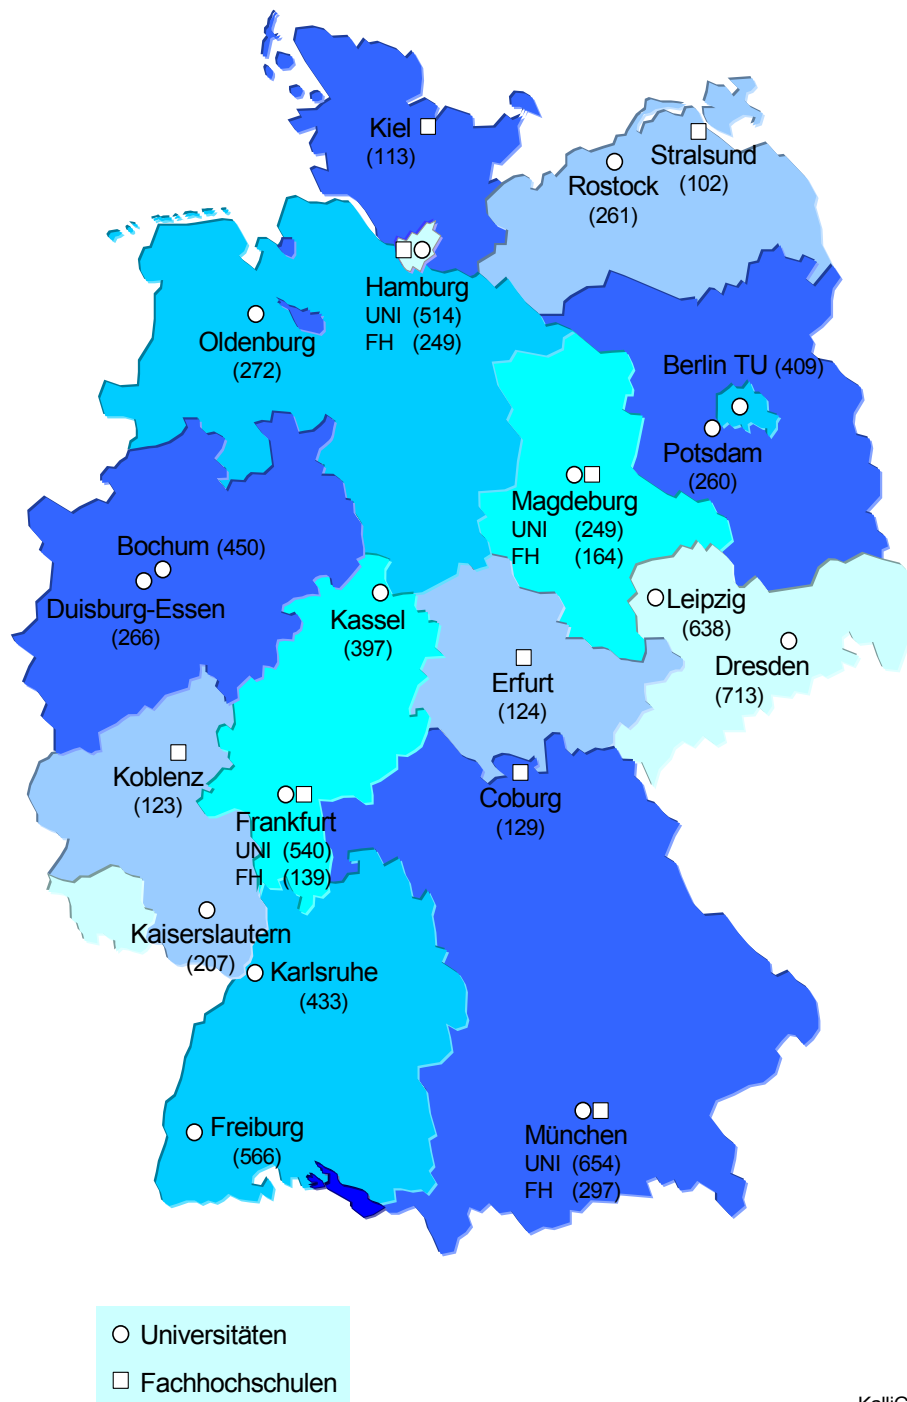 Kiel
(113)
Stralsund
(102)
Rostock
(261)
Hamburg
UNI (514)
FH (249)
Oldenburg
(272)
Berlin TU (409)
Potsdam
(260)
Magdeburg
UNI (249)
FH (164)
Bochum (450)
Duisburg-Essen
(266)
Kassel
(397)
Leipzig
(638)
Dresden
(713)
Erfurt
(124)
Koblenz
(123)
Coburg
(129)
Frankfurt
UNI (540)
FH (139)
Kaiserslautern
(207)
Karlsruhe
(433)
Freiburg
(566)
München
UNI (654)
FH (297)
Universitäten
Fachhochschulen